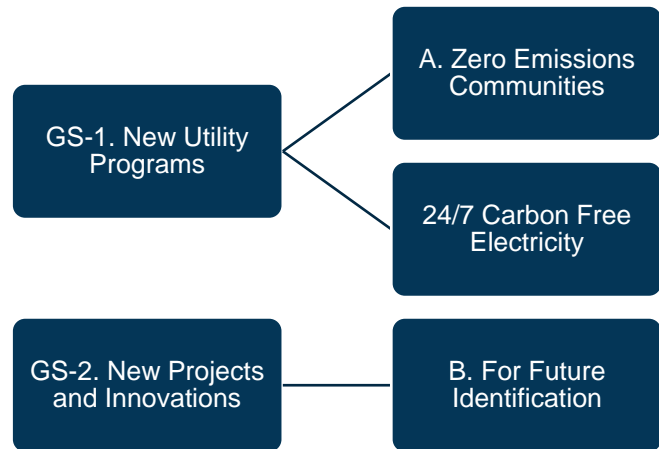 GS-1. New Utility
Programs
A. Zero Emissions
Communities
24/7 Carbon Free
Electricity
GS-2. New Projects
and Innovations
B. For Future
Identification